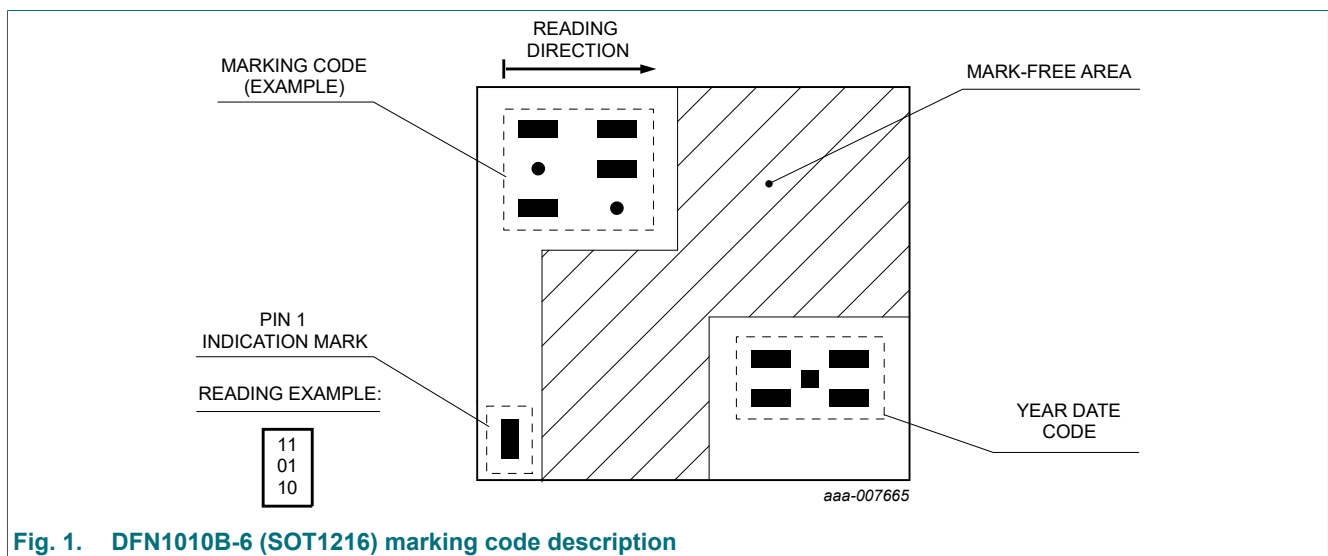 READING
DIRECTION
MARKING CODE
(EXAMPLE)
MARK-FREE AREA
PIN 1
INDICATION MARK
READING EXAMPLE:
11
01
10
YEAR DATE
CODE
aaa-007665
Fig. 1. DFN1010B-6 (SOT1216) marking code description